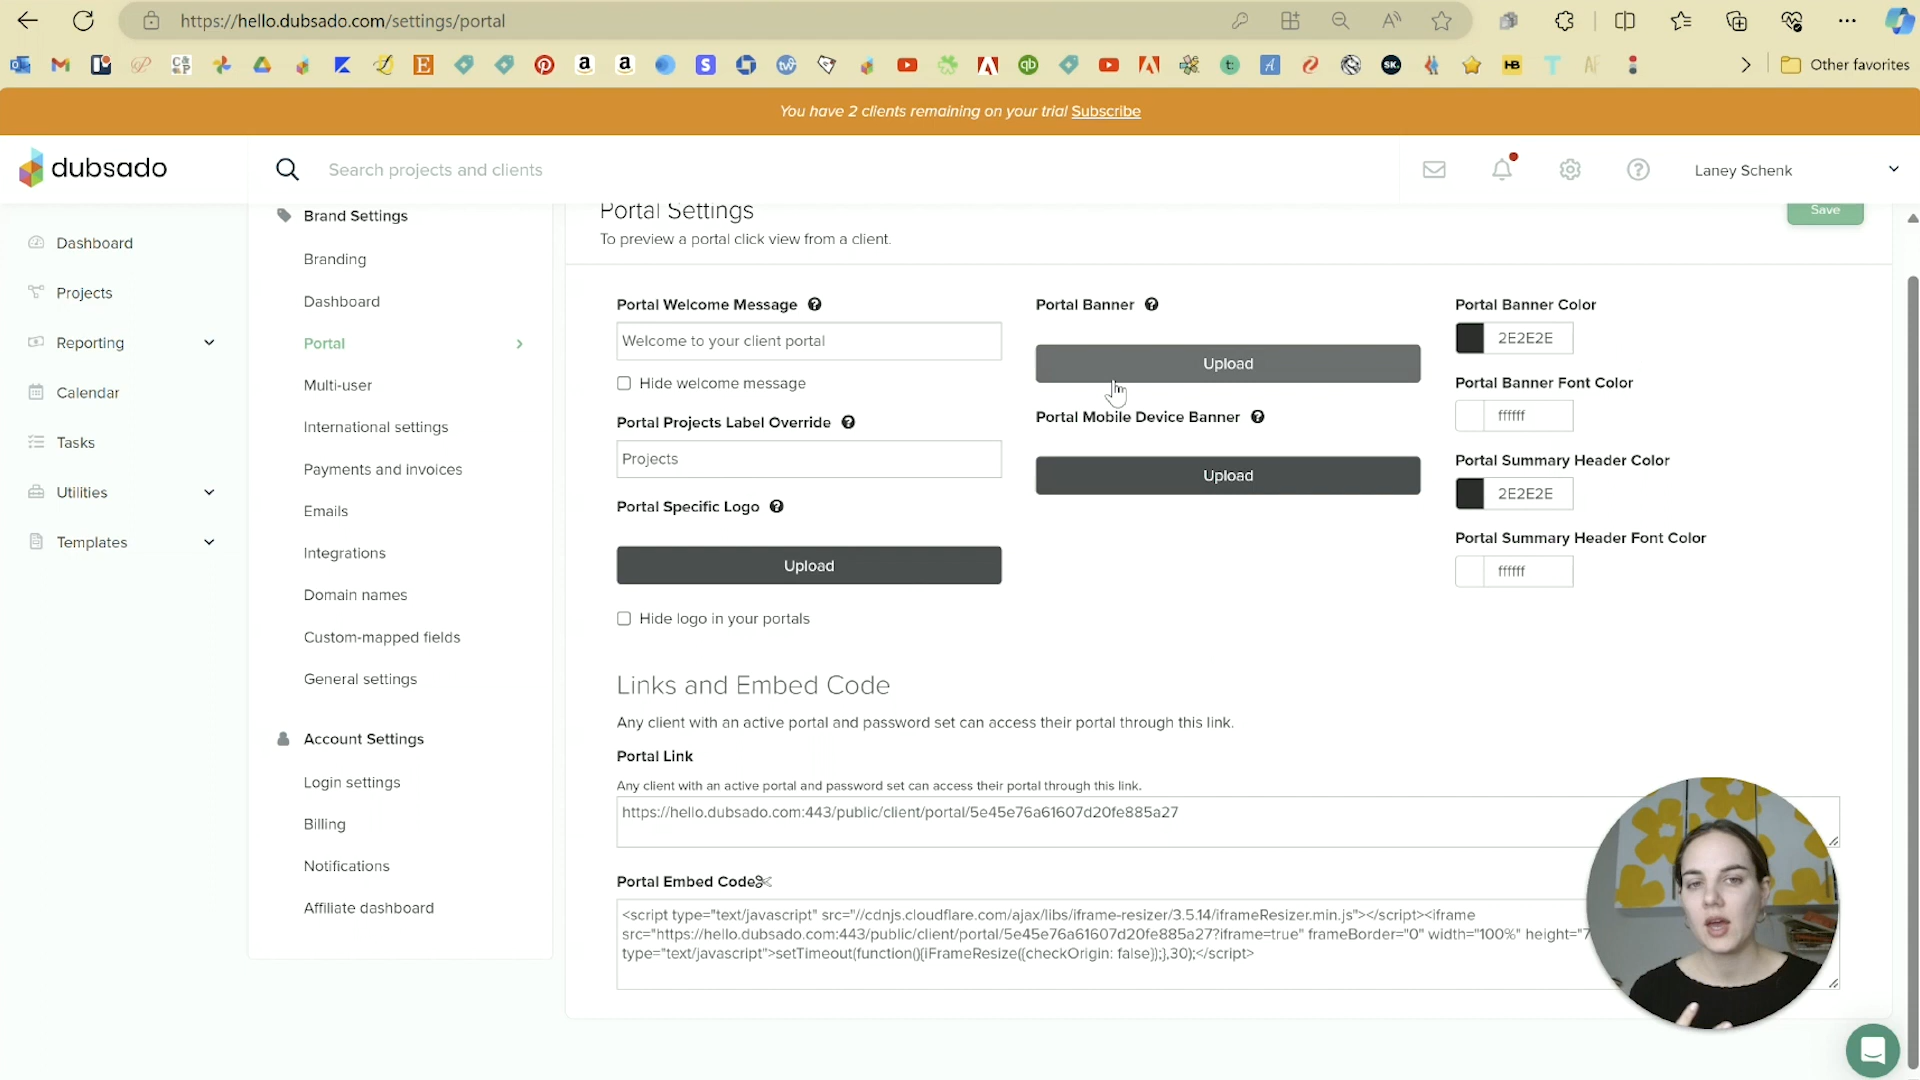 https://hello.dubsado.com/settings/portal
Other favorites
You have 2 clients remaining on your trial Subscribe
dubsado
Search projects and clients
Laney Schenk
Dashboard
Projects
Reporting
Calendar
Tasks
Utilities
Templates
Brand Settings
Branding
Dashboard
Portal
Multi-user
International settings
Payments and invoices
Emails
Integrations
Domain names
Custom-mapped fields
General settings
Account Settings
Login settings
Billing
Notifications
Affiliate dashboard
Portal Settings
Save
To preview a portal click view from a client.
Portal Welcome Message
Welcome to your client portal
Hide welcome message
Portal Projects Label Override
Projects
Portal Specific Logo
Upload
Hide logo in your portals
Portal Banner
Upload
Portal Mobile Device Banner
Upload
Portal Banner Color
2E2E2E
Portal Banner Font Color
ffffff
Portal Summary Header Color
2E2E2E
Portal Summary Header Font Color
ffffff
Links and Embed Code
Any client with an active portal and password set can access their portal through this link.
Portal Link
Any client with an active portal and password set can access their portal through this link.
https://hello.dubsado.com:443/public/client/portal/5e45e76a61607d20fe885a27
Portal Embed Code
<script type="text/javascript" src="//cdnjs.cloudflare.com/ajax/libs/iframe-resizer/3.5.14/iframeResizer.min.js"></script><iframe
src="https://hello.dubsado.com:443/public/client/portal/5e45e76a61607d20fe885a27?iframe=true" frameBorder="0" width="100%" height="7
type="text/javascript">setTimeout(function(){iFrameResize({checkOrigin: false});},30);</script>